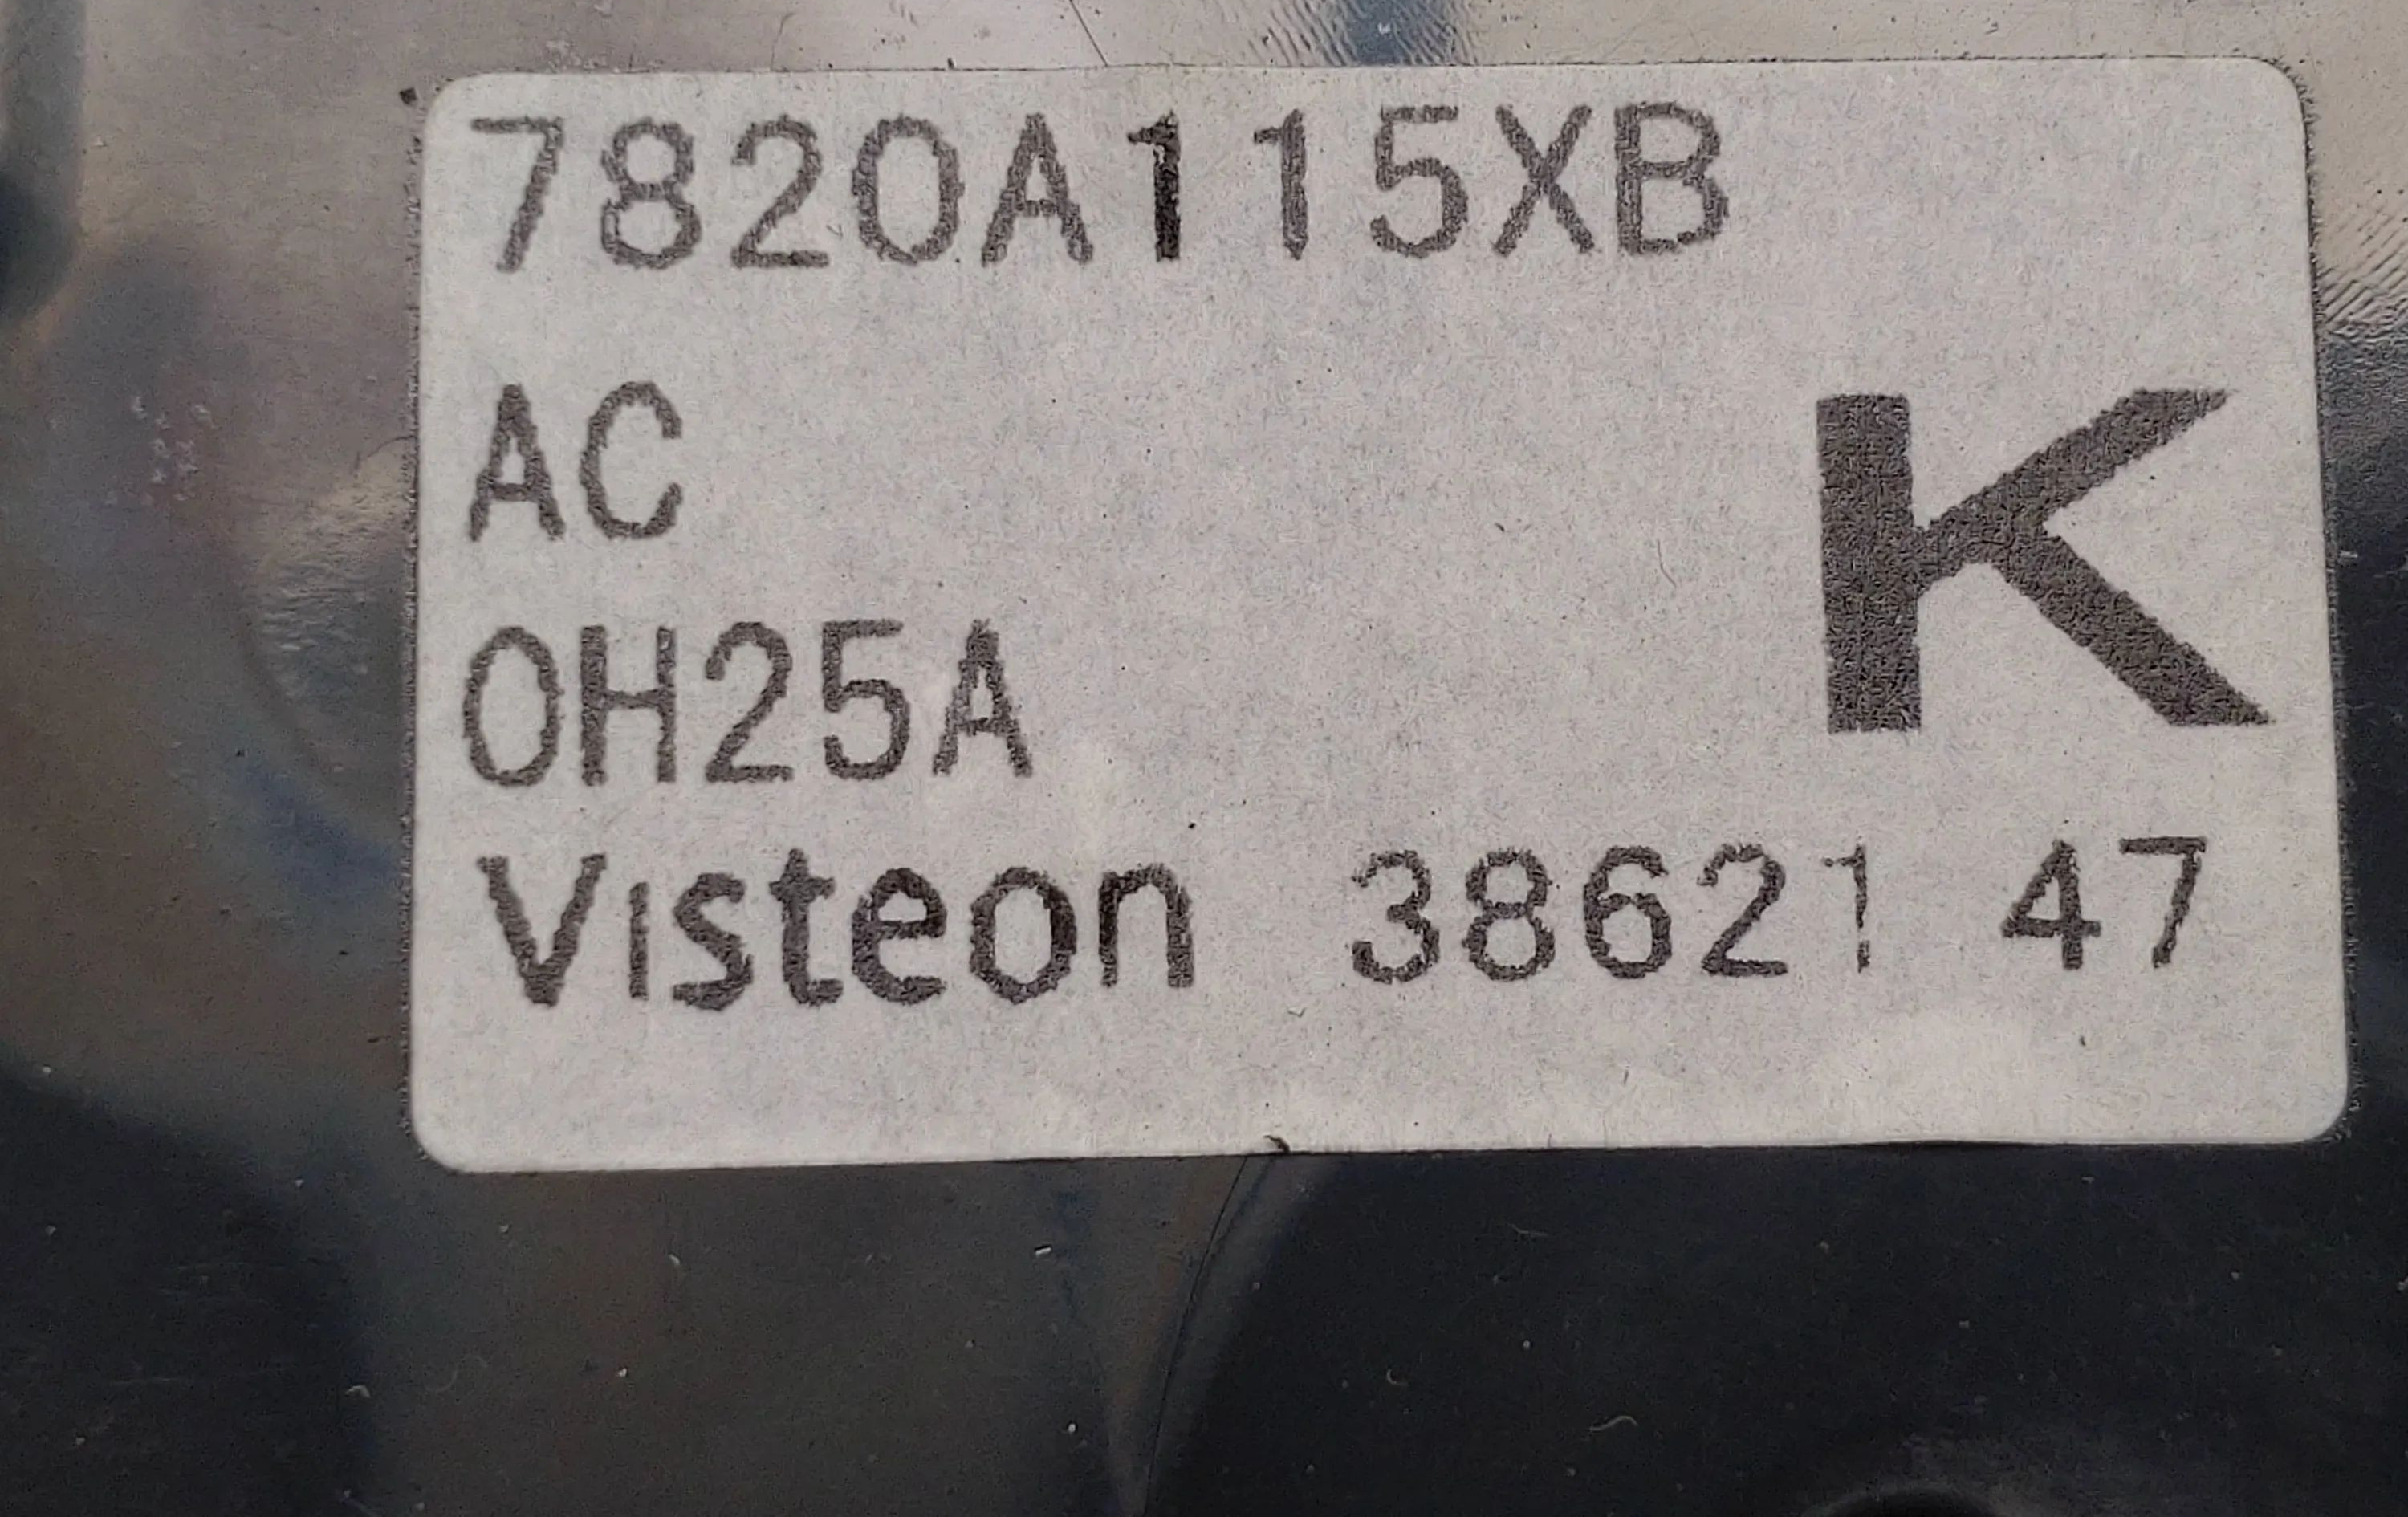 7820A115XB
AC
0H25A
K
Visteon 38621 47